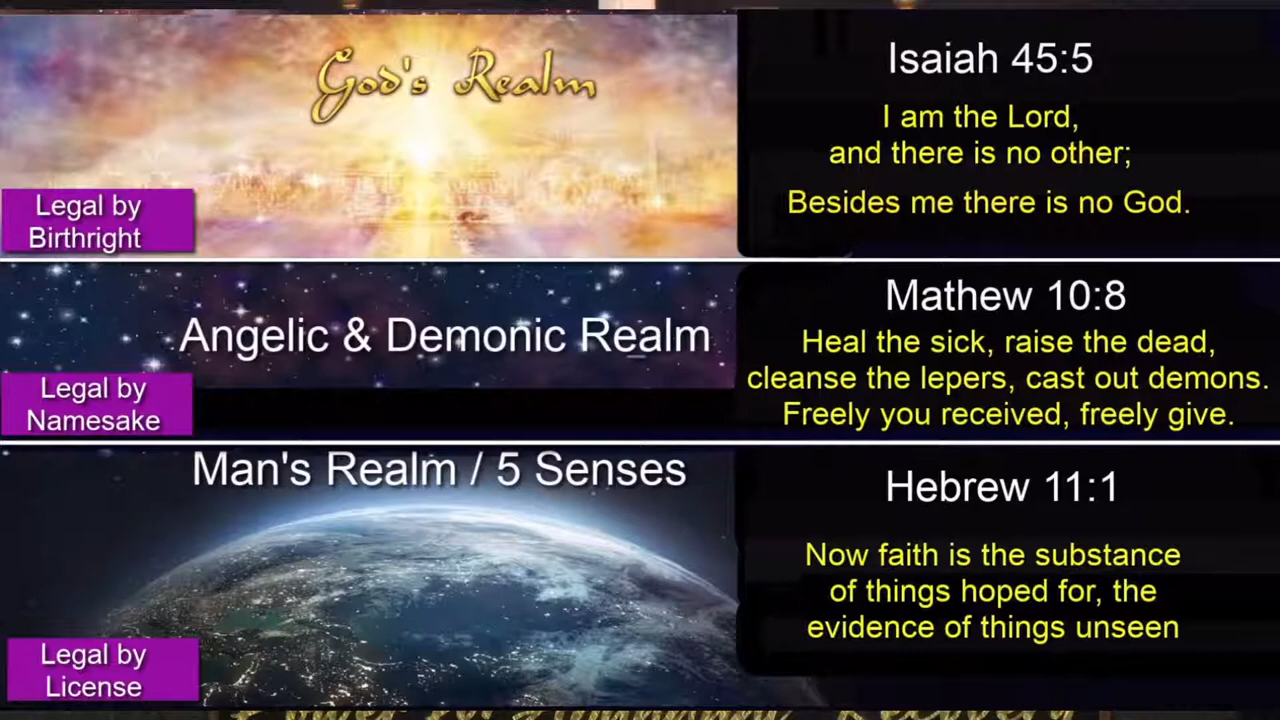 God's Realm
Legal by
Birthright
Isaiah 45:5
I am the Lord,
and there is no other;
Besides me there is no God.
Angelic & Demonic Realm
Legal by
Namesake
Mathew 10:8
Heal the sick, raise the dead,
cleanse the lepers, cast out demons.
Freely you received, freely give.
Man's Realm / 5 Senses
Legal by
License
Hebrew 11:1
Now faith is the substance
of things hoped for, the
evidence of things unseen